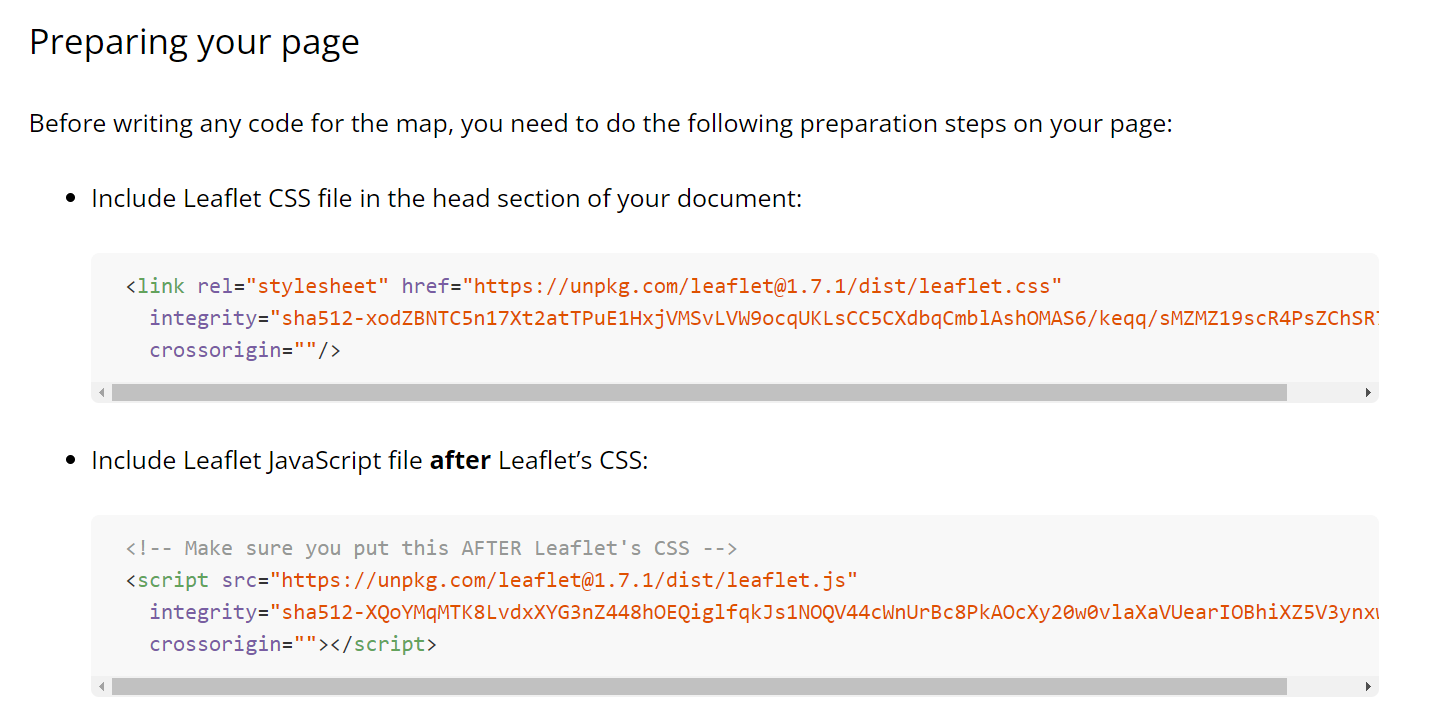 Preparing your page
Before writing any code for the map, you need to do the following preparation steps on your page:
• Include Leaflet CSS file in the head section of your document:
<link rel="stylesheet" href="https://unpkg.com/leaflet@1.7.1/dist/leaflet.css"
integrity="sha512-xodZBNTC5n17Xt2atTPuE1HxjVMSvLVW9ocqUKLsCC5CXdbqCmblAshOMAS6/keqq/sMZMZ19scR4PsZChSR7
crossorigin=""/>
• Include Leaflet JavaScript file after Leaflet’s CSS:
<!-- Make sure you put this AFTER Leaflet's CSS -->
<script src="https://unpkg.com/leaflet@1.7.1/dist/leaflet.js"
integrity="sha512-XQoYMqMTK8LvdxXYG3nZ448hOEQiglfqkJs1NOQV44cWnUrBc8PkAOcXy20w0vlaXaVUearIOBhiXZ5V3ynxw
crossorigin=""></script>